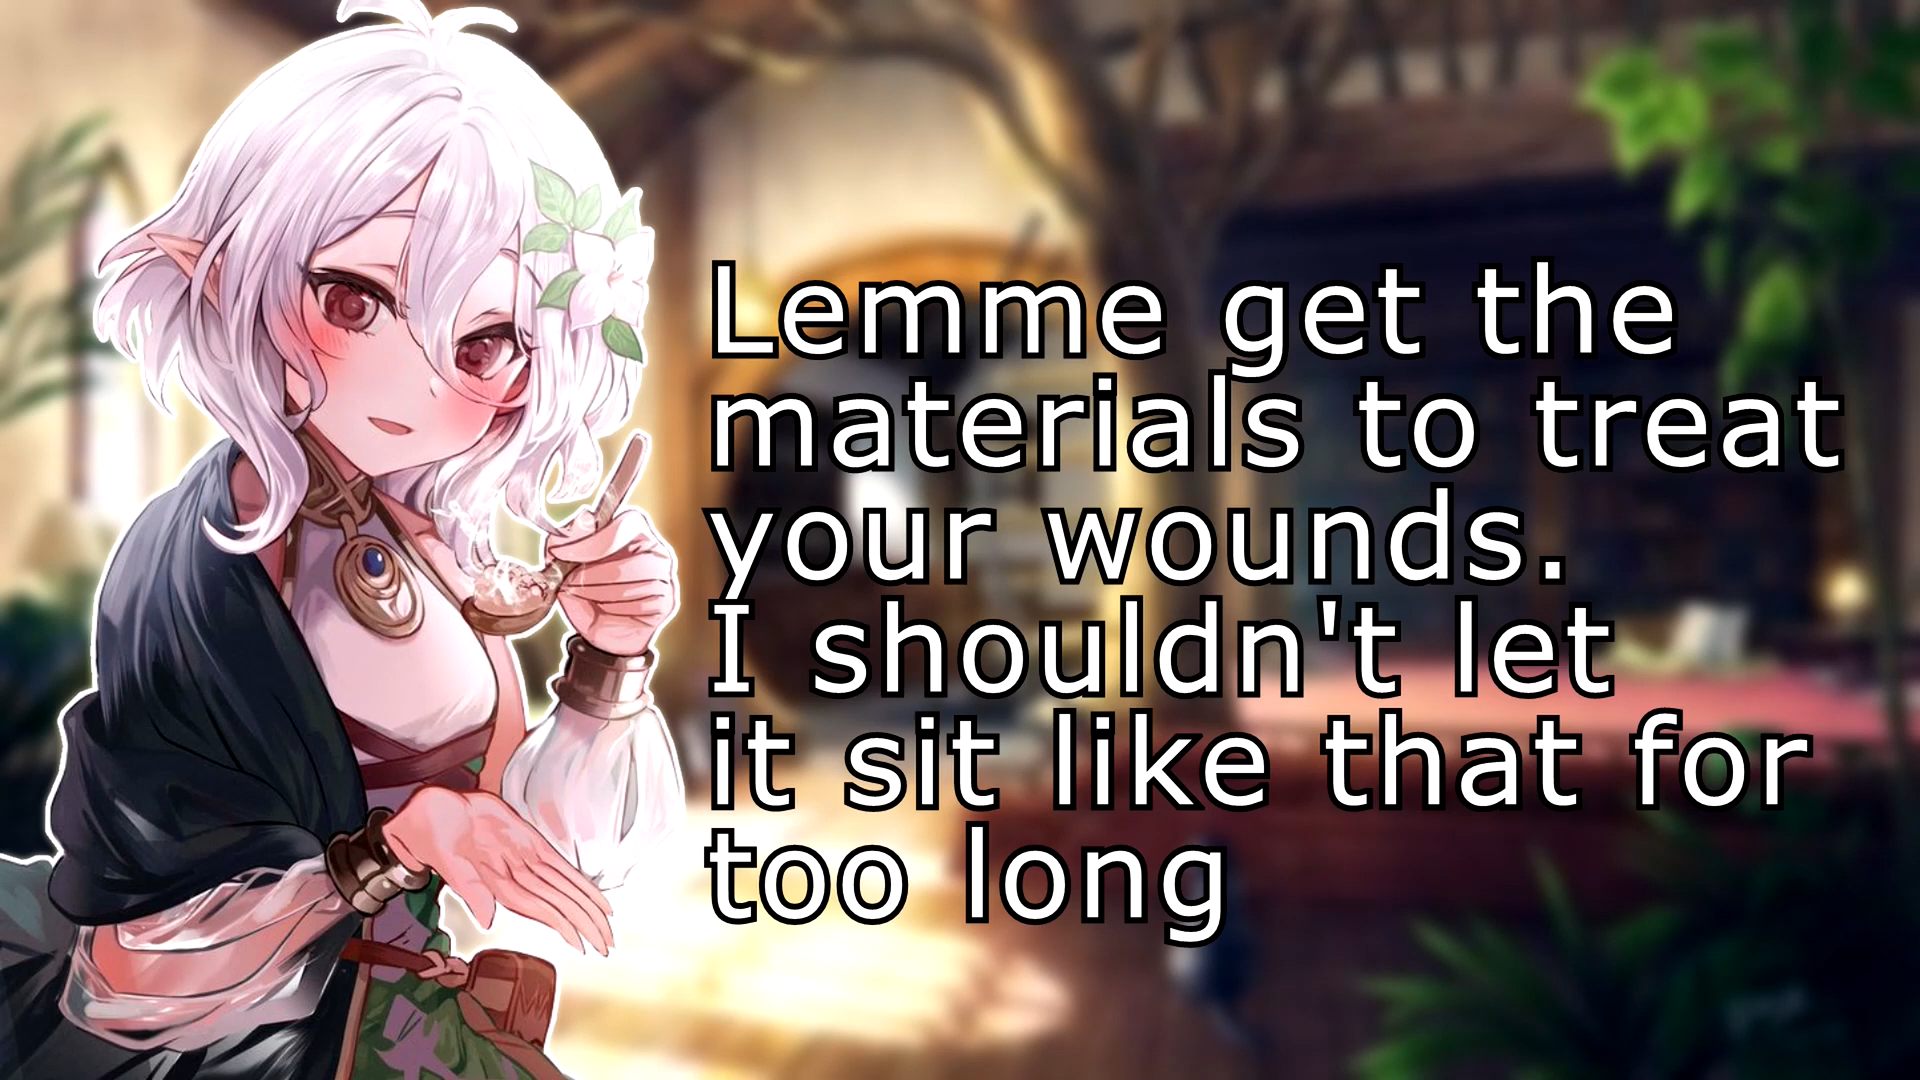 Lemme get the
materials to treat
your wounds.
I shouldn't let
it sit like that for
too long